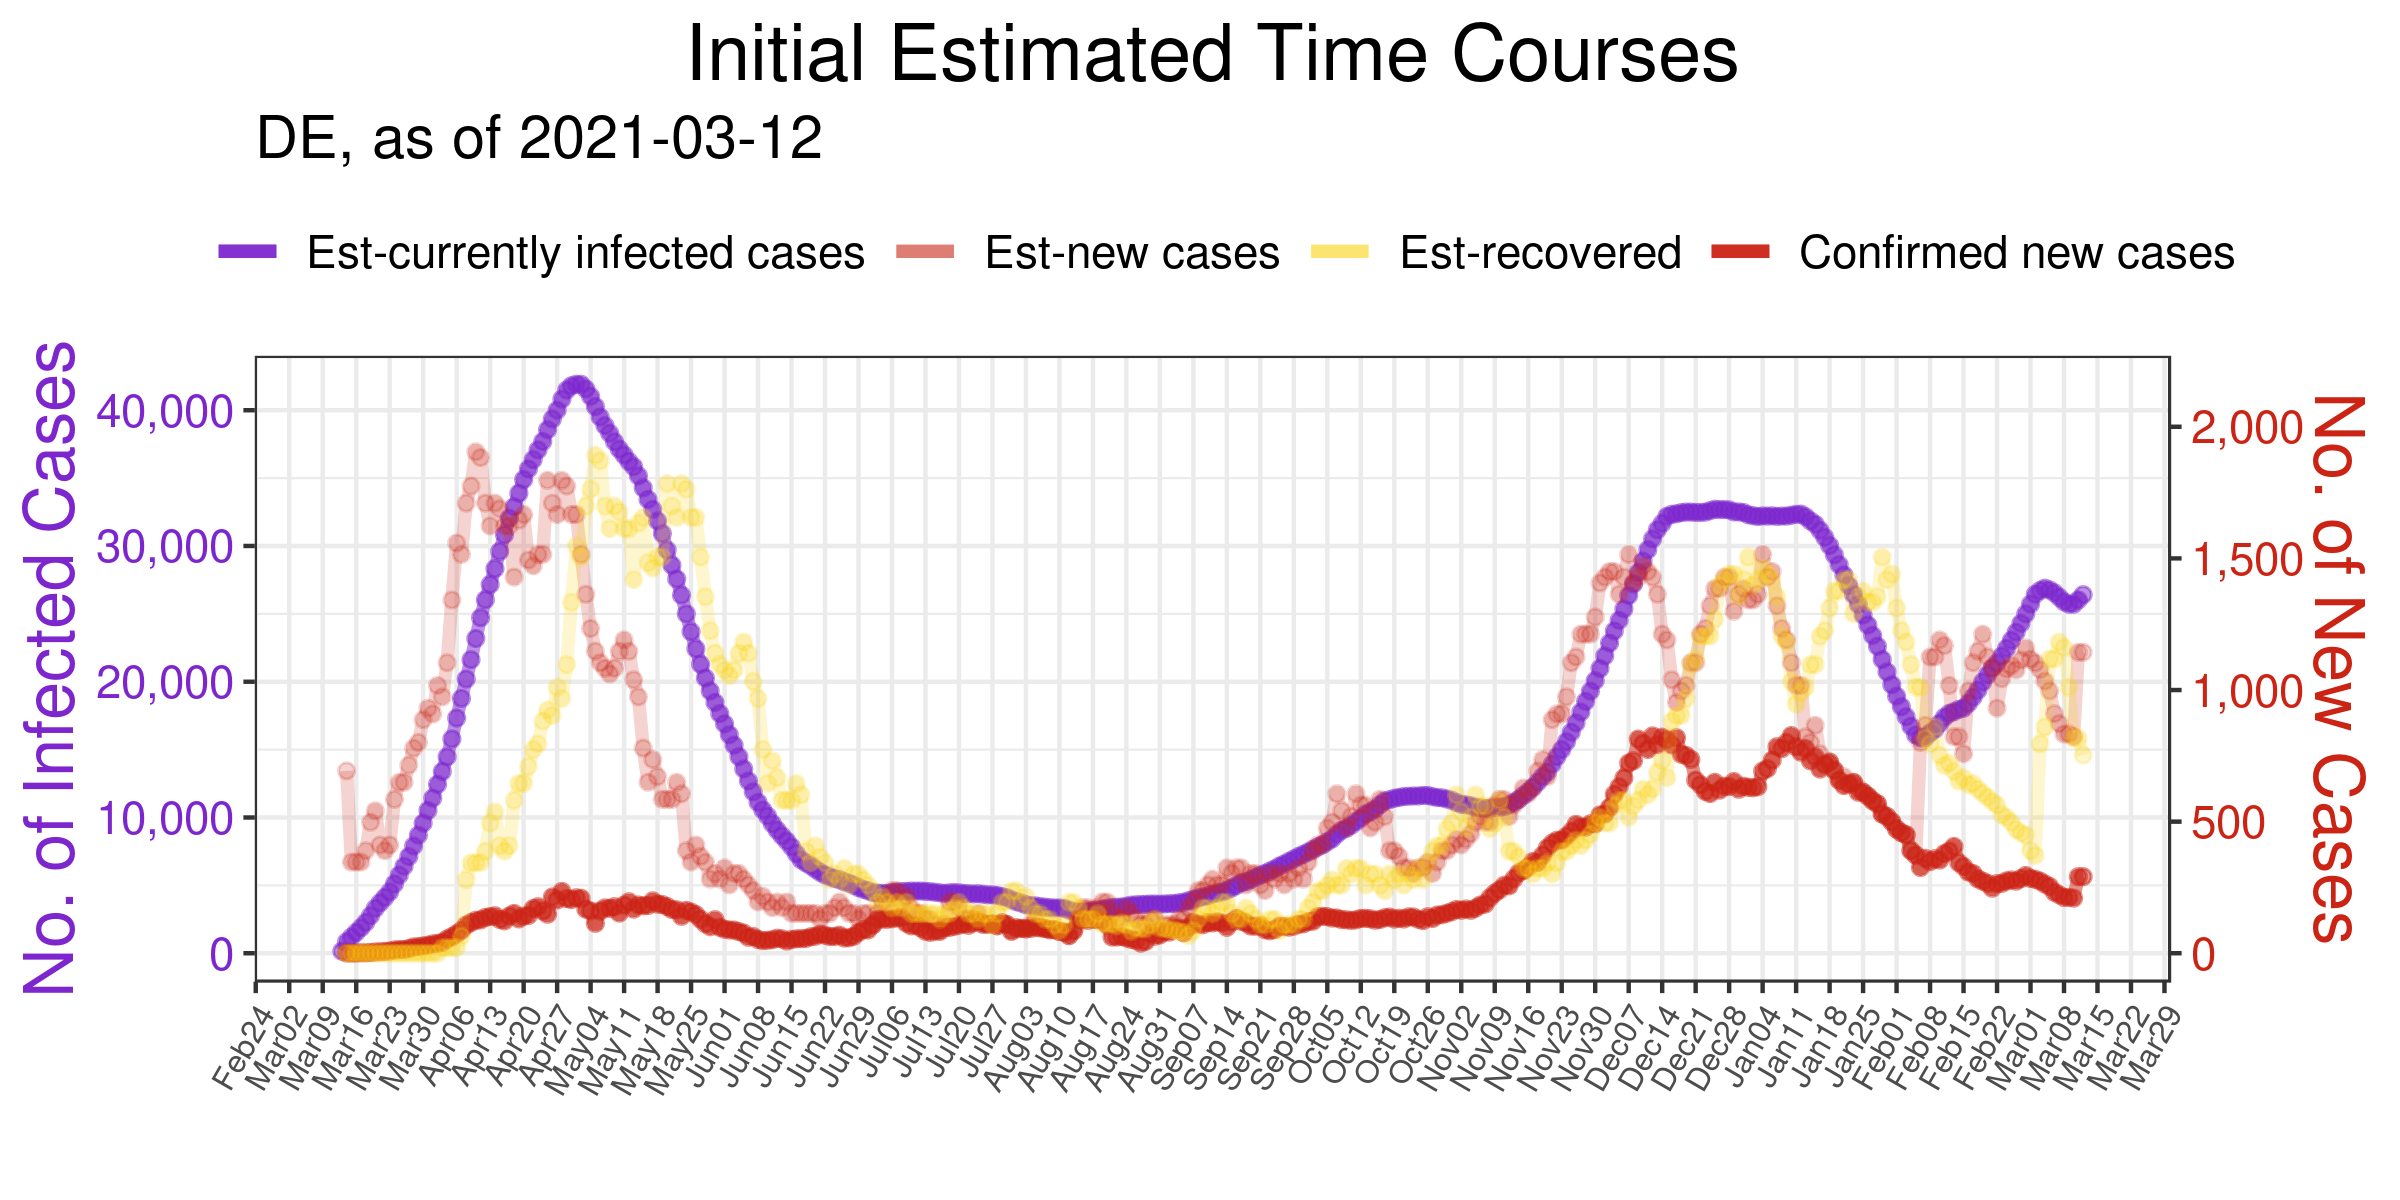 Initial Estimated Time Courses
DE, as of 2021-03-12
Est-currently infected cases Est-new cases Est-recovered Confirmed new cases
No. of Infected Cases
40,000
30,000
20,000
10,000
0
2,000
1,500
1,000
500
0
No. of New Cases
Feb24 Mar02 Mar09 Mar16 Mar23 Mar30 Apr06 Apr13 Apr20 Apr27 May04 May11 May18 May25 Jun01 Jun08 Jun15 Jun22 Jun29 Jul06 Jul13 Jul20 Jul27 Aug03 Aug10 Aug17 Aug24 Aug31 Sep07 Sep14 Sep21 Sep28 Oct05 Oct12 Oct19 Oct26 Nov02 Nov09 Nov16 Nov23 Nov30 Dec07 Dec14 Dec21 Dec28 Jan04 Jan11 Jan18 Jan25 Feb01 Feb08 Feb15 Feb22 Mar01 Mar08 Mar15 Mar22 Mar29